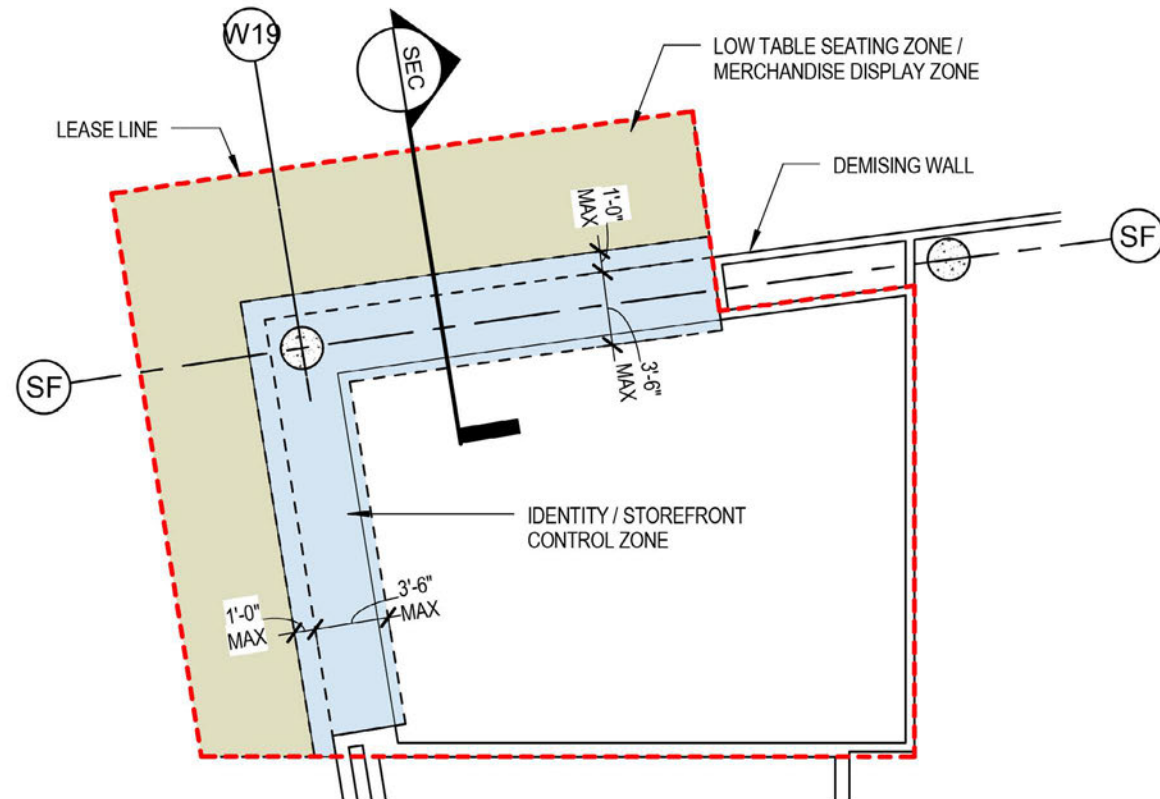 W19
SEC
LOW TABLE SEATING ZONE /
MERCHANDISE DISPLAY ZONE
LEASE LINE
DEMISING WALL
1'-0"
MAX
SF
SF
3'-6"
MAX
IDENTITY / STOREFRONT
CONTROL ZONE
3'-6"
MAX
1'-0"
MAX